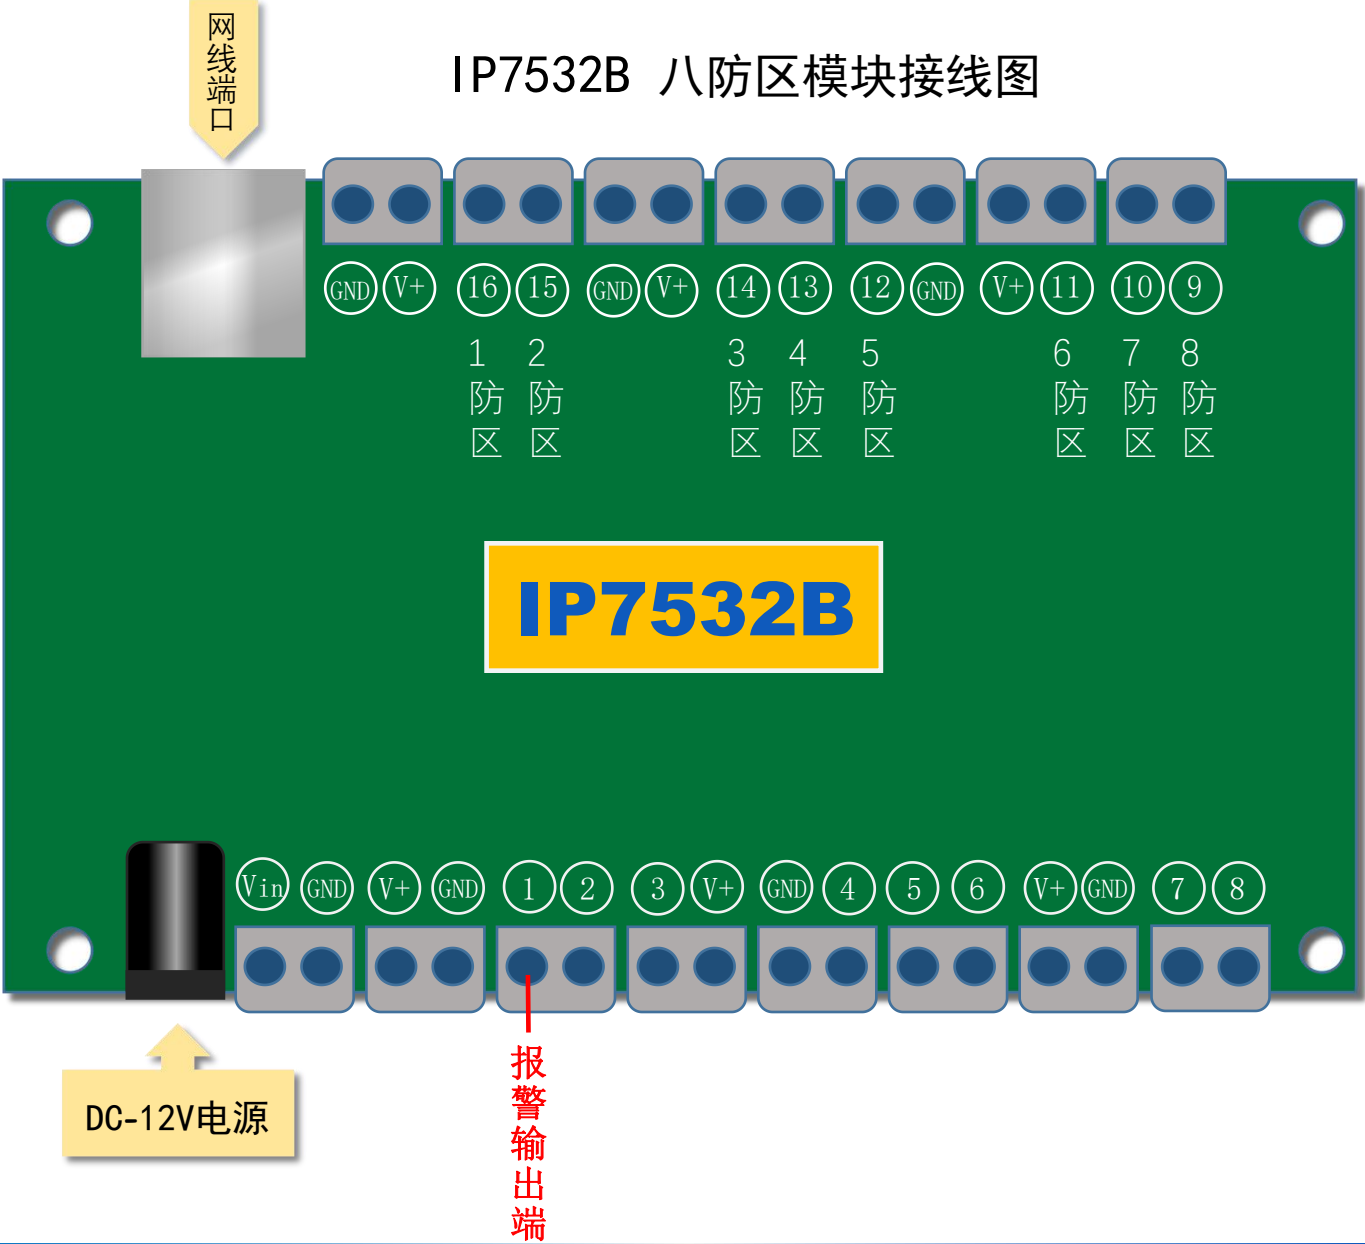 网线端口
IP7532B 八防区模块接线图
GND V+ 16 15 GND V+ 14 13 12 GND V+ 11 10 9
1防区 2防区 3防区 4防区 5防区 6防区 7防区 8防区
IP7532B
Vin GND V+ GND 1 2 3 V+ GND 4 5 6 V+ GND 7 8
DC-12V电源
报警输出端